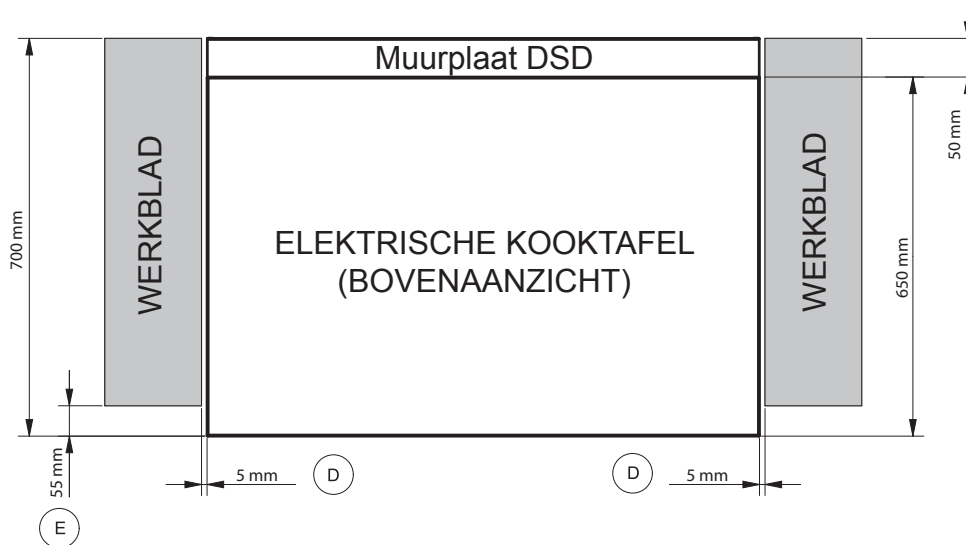 Muurplaat DSD
WERKBLAD
ELEKTRISCHE KOOKTAFEL
(BOVENAANZICHT)
WERKBLAD
700 mm
50 mm
650 mm
55 mm
5 mm
D
D
5 mm
E